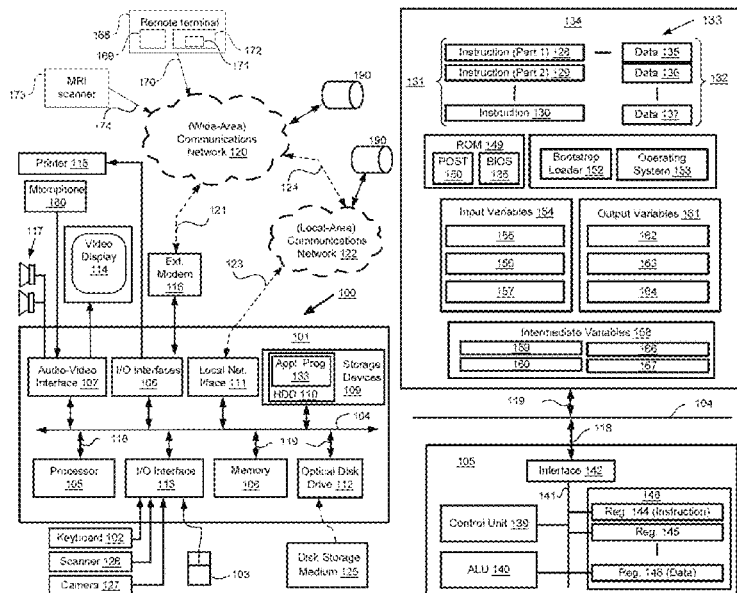 Remote terminal
168
169
172
171
170
173
MRI
scanner
174
190
(Wide-Area)
Communications
Network 120
190
124
Printer 115
Microphone
180
121
117
Video
Display
114
Ext.
Modem
116
(Local-Area)
Communications
Network 122
123
100
101
Audio-Video
Interface 107
I/O Interfaces
108
Local Net.
I/face 111
Appl. Prog
133
HDD 110
Storage
Devices
109
104
118
119
Processor
105
I/O Interface
113
Memory
106
Optical Disk
Drive 112
Keyboard 102
Scanner 126
Camera 127
103
Disk Storage
Medium 125
134
133
131
Instruction (Part 1) 128
Data 135
Instruction (Part 2) 129
Data 136
132
Instruction 130
Data 137
ROM 149
POST
150
BIOS
Bootstrap
Loader 152
Operating
System 153
Input Variables 154
Output Variables 161
155
162
156
163
157
164
Intermediate Variables 158
159
166
160
167
119
104
118
105
Interface 142
141
Control Unit 139
Reg. 144 (Instruction)
Reg. 145
ALU 140
Reg. 146 (Data)